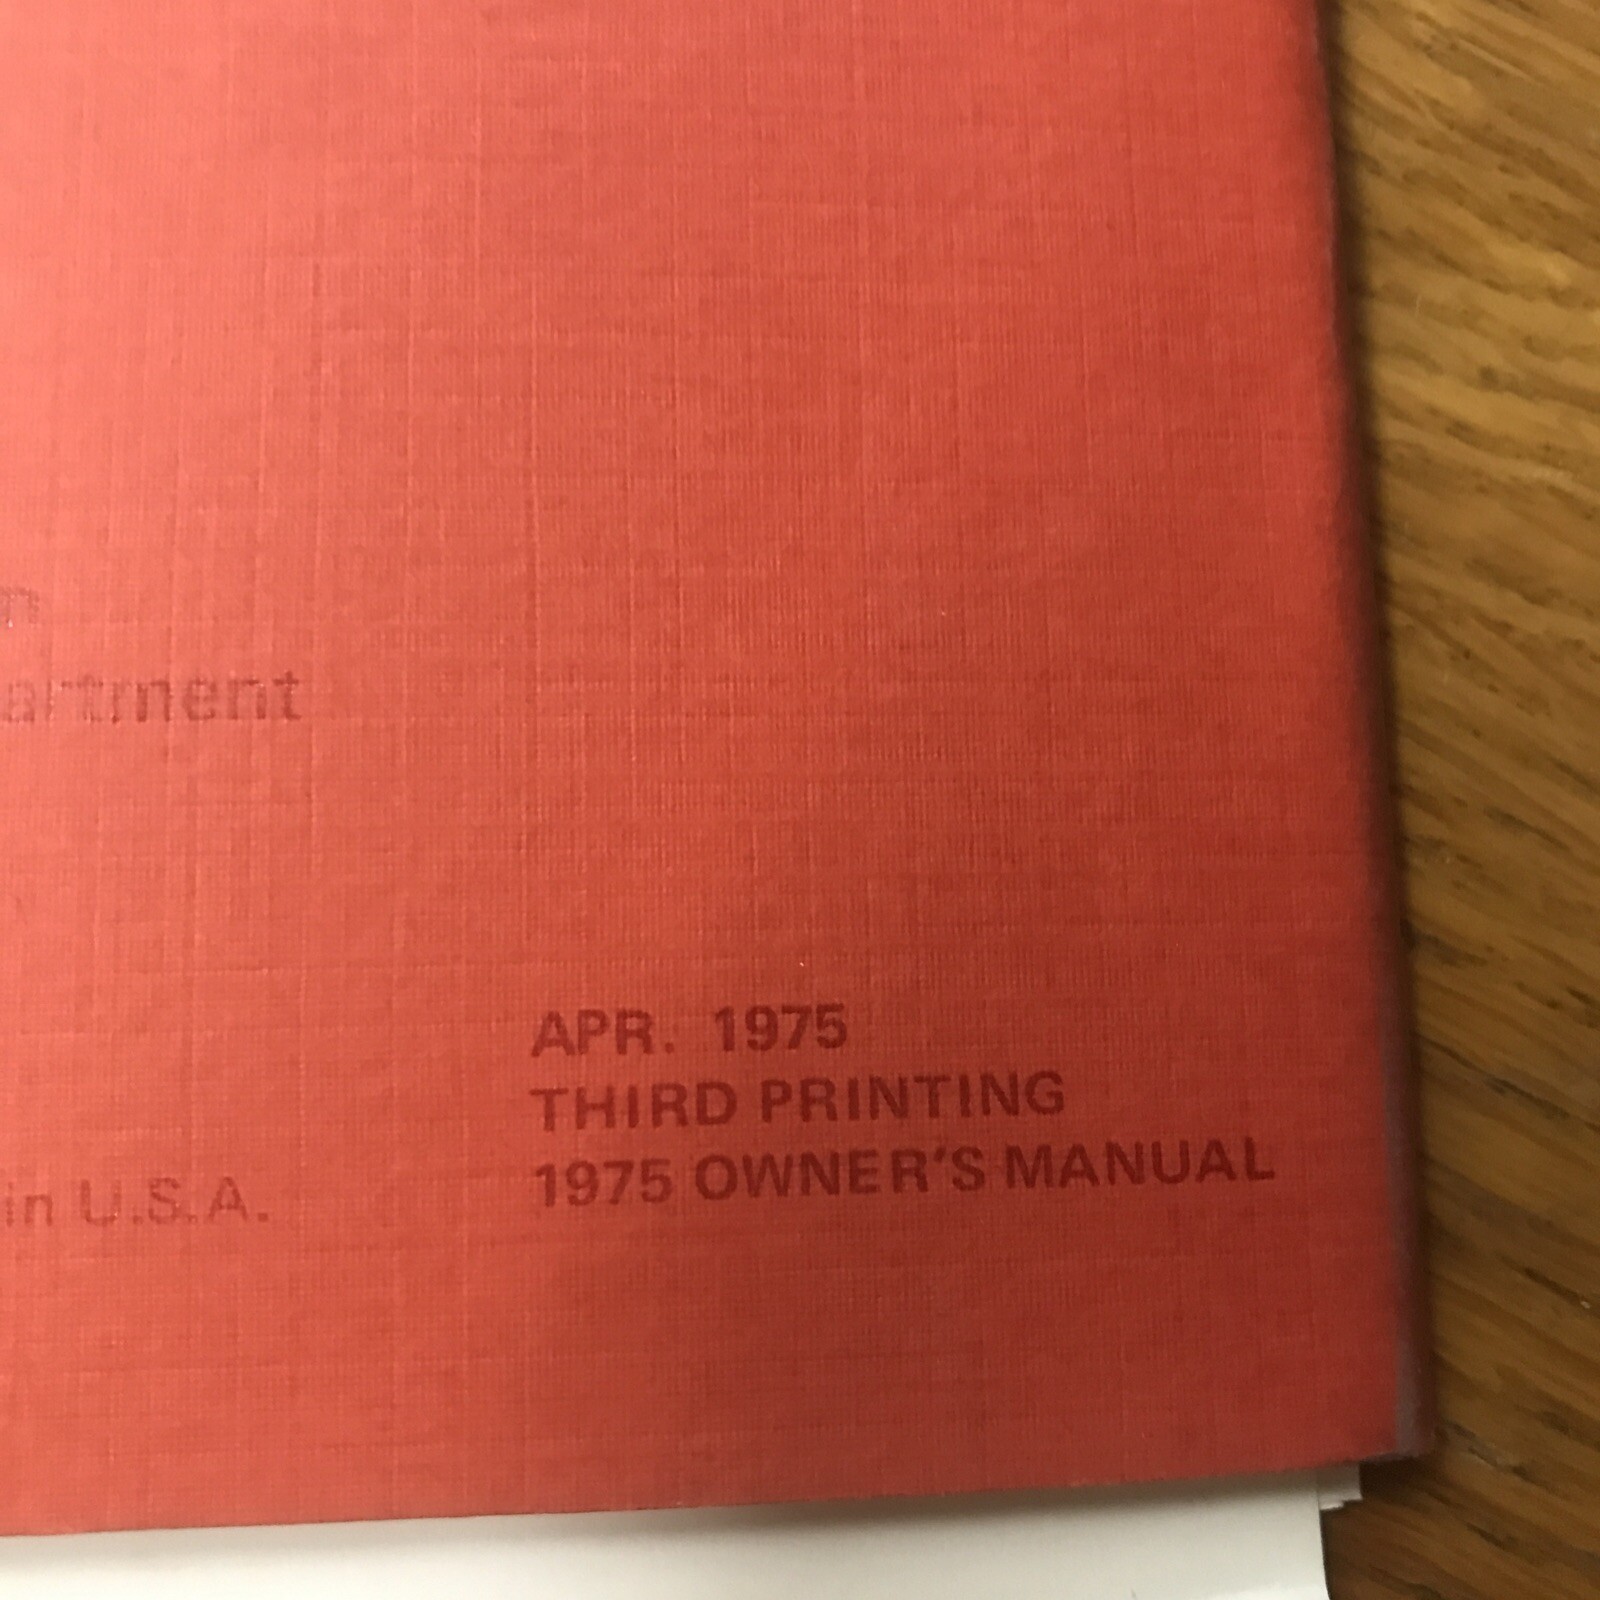 artment
in U.S.A.
APR. 1975
THIRD PRINTING
1975 OWNER'S MANUAL